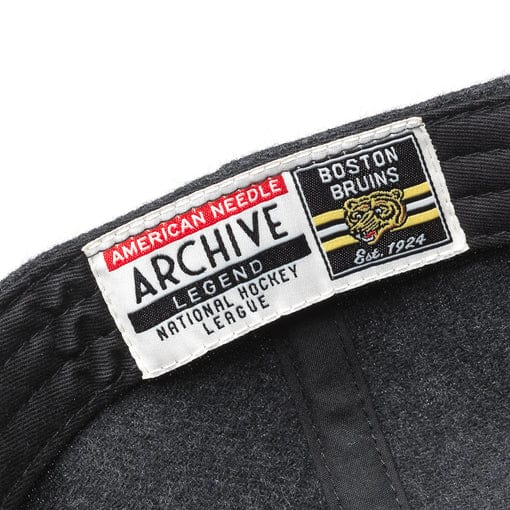 AMERICAN NEEDLE
ARCHIVE
LEGEND
NATIONAL HOCKEY
LEAGUE
BOSTON
BRUINS
Est. 1924